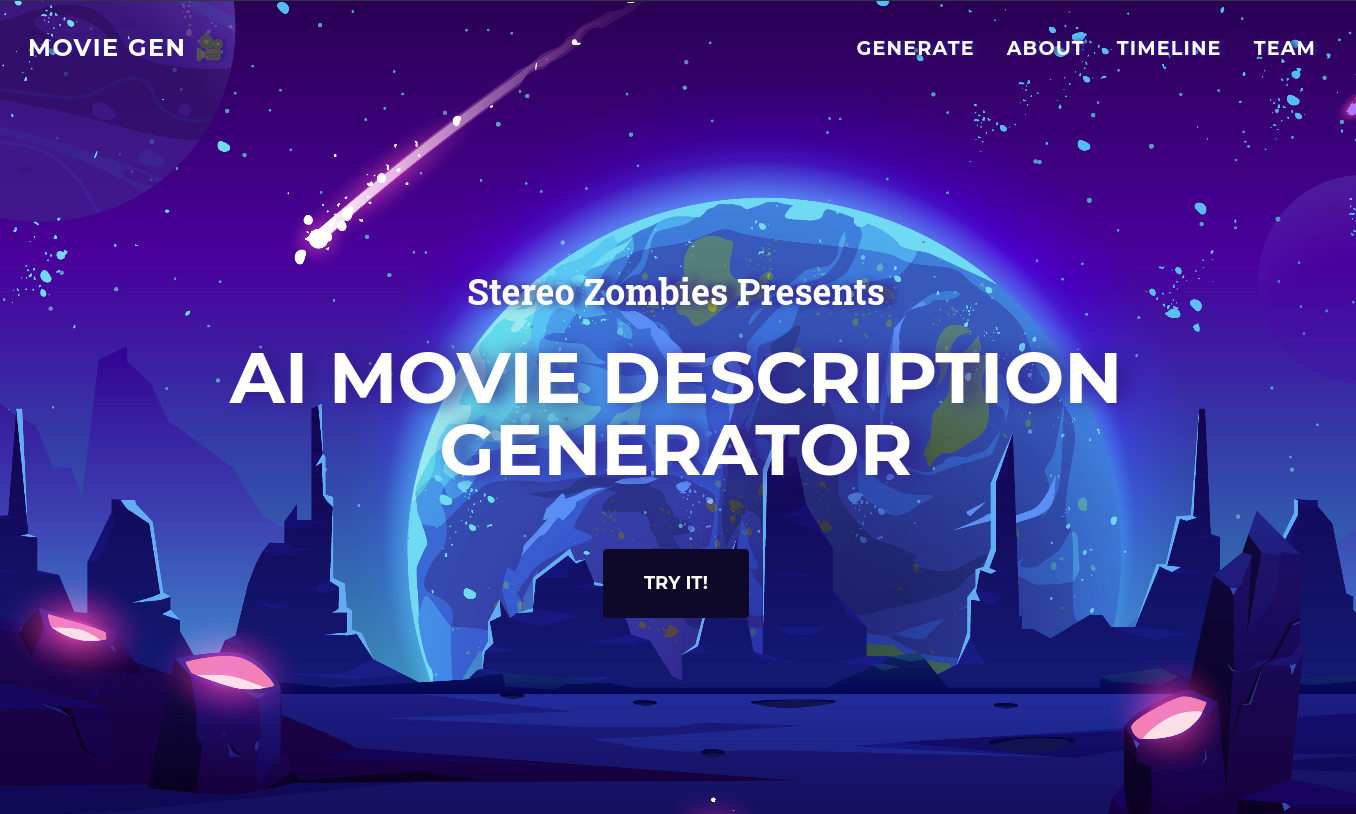 MOVIE GEN 🎥 GENERATE ABOUT TIMELINE TEAM
Stereo Zombies Presents
AI MOVIE DESCRIPTION
GENERATOR
TRY IT!